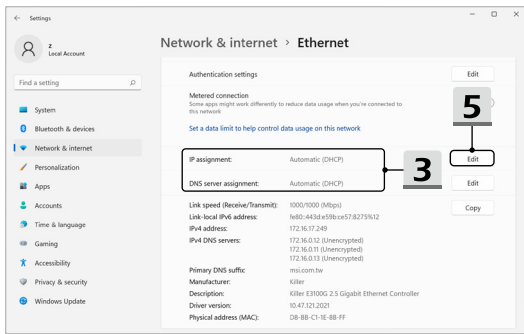 Settings
z
Local Account
Find a setting
System
Bluetooth & devices
Network & internet
Personalization
Apps
Accounts
Time & language
Gaming
Accessibility
Privacy & security
Windows Update
Network & internet > Ethernet
Authentication settings
Edit
Metered connection
Some apps might work differently to reduce data usage when you're connected to
this network
5
Set a data limit to help control data usage on this network
IP assignment: Automatic (DHCP)
Edit
3
DNS server assignment: Automatic (DHCP)
Edit
Link speed (Receive/Transmit): 1000/1000 (Mbps)
Copy
Link-local IPv6 address: fe80::443d:e59b:ce57:8275%12
IPv4 address: 172.16.17.249
IPv4 DNS servers: 172.16.0.12 (Unencrypted)
172.16.0.11 (Unencrypted)
172.16.0.13 (Unencrypted)
Primary DNS suffix: msi.com.tw
Manufacturer: Killer
Description: Killer E3100G 2.5 Gigabit Ethernet Controller
Driver version: 10.47.121.2021
Physical address (MAC): D8-BB-C1-1E-8B-FF